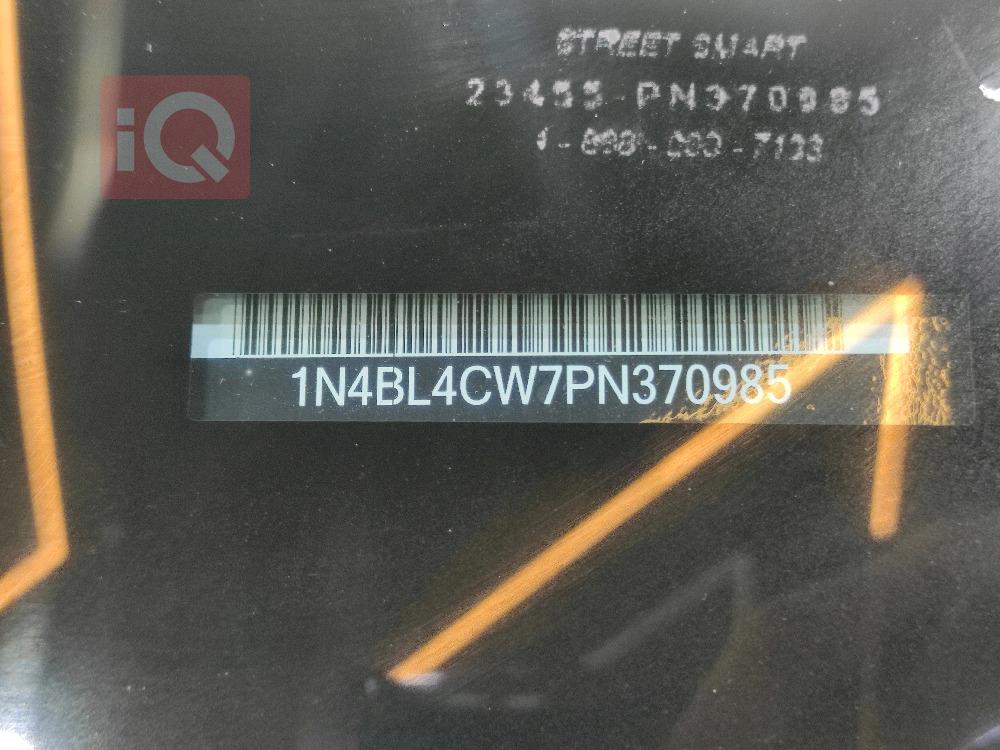 iQ
STREET SMART
23455-PN370985
1N4BL4CW7PN370985